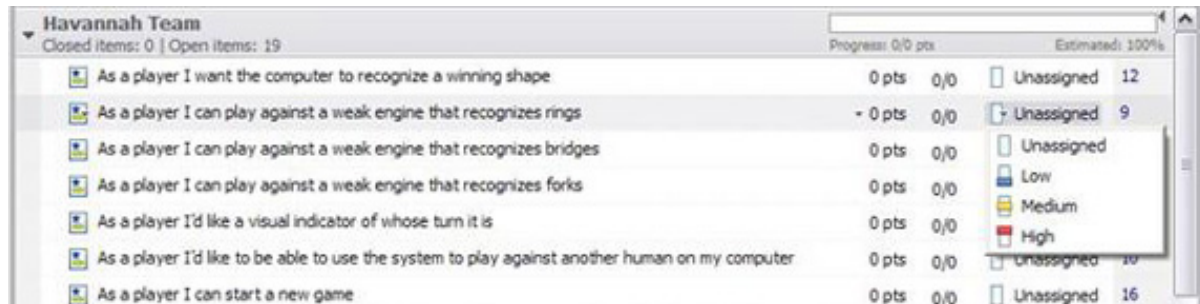 Havannah Team
Closed items: 0 | Open items: 19
Progress: 0/0 pts Estimated: 100%
As a player I want the computer to recognize a winning shape 0 pts 0/0 Unassigned 12
As a player I can play against a weak engine that recognizes rings 0 pts 0/0 Unassigned 9
As a player I can play against a weak engine that recognizes bridges 0 pts 0/0 Unassigned
As a player I can play against a weak engine that recognizes forks 0 pts 0/0 Low
As a player I'd like a visual indicator of whose turn it is 0 pts 0/0 Medium
High
As a player I'd like to be able to use the system to play against another human on my computer 0 pts 0/0 Unassigned 10
As a player I can start a new game 0 pts 0/0 Unassigned 16